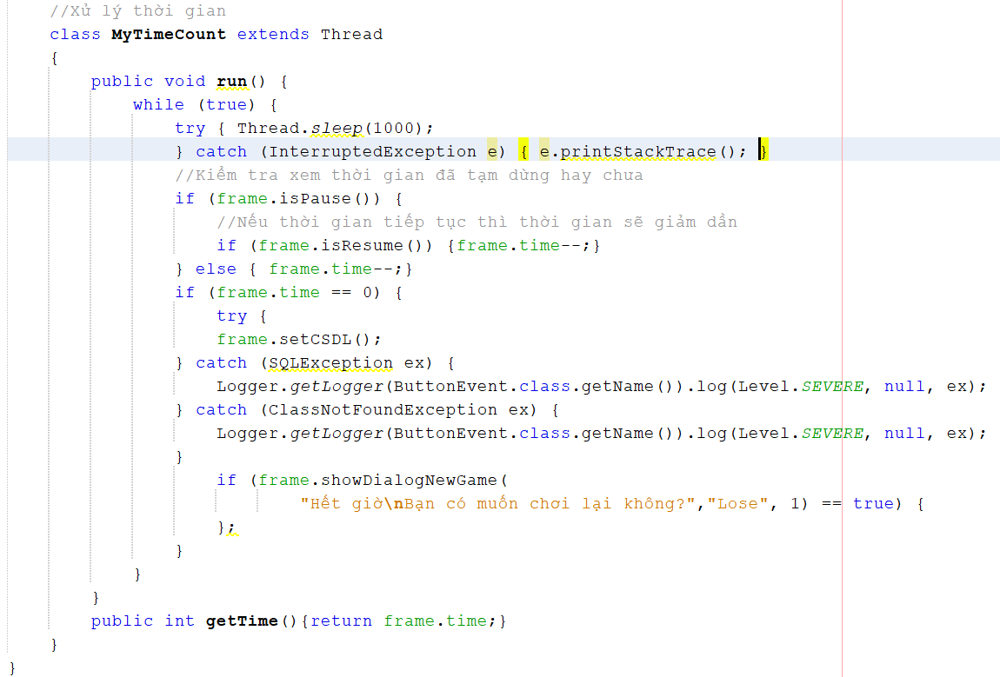 //Xử lý thời gian
class MyTimeCount extends Thread
{
public void run() {
while (true) {
try { Thread.sleep(1000);
} catch (InterruptedException e) { e.printStackTrace(); }
//Kiểm tra xem thời gian đã tạm dừng hay chưa
if (frame.isPause()) {
//Nếu thời gian tiếp tục thì thời gian sẽ giảm dần
if (frame.isResume()) {frame.time--;}
} else { frame.time--;}
if (frame.time == 0) {
try {
frame.setCSDL();
} catch (SQLException ex) {
Logger.getLogger(ButtonEvent.class.getName()).log(Level.SEVERE, null, ex);
} catch (ClassNotFoundException ex) {
Logger.getLogger(ButtonEvent.class.getName()).log(Level.SEVERE, null, ex);
}
if (frame.showDialogNewGame(
"Hết giờ\nBạn có muốn chơi lại không?","Lose", 1) == true) {
};
}
}
}
public int getTime(){return frame.time;}
}
}